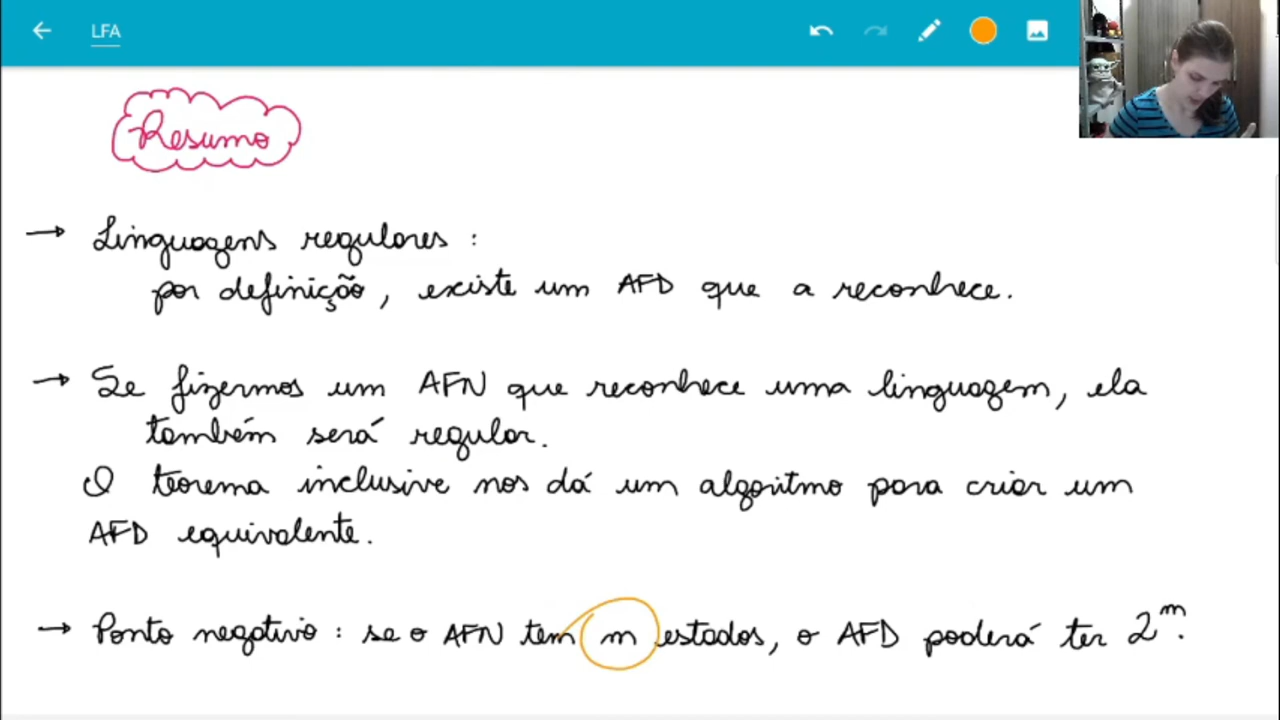 LFA
Resumo
→ Linguagens regulares :
por definição, existe um AFD que a reconhece.
→ Se fizermos um AFN que reconhece uma linguagem, ela
também será regular.
O teorema inclusive nos dá um algoritmo para criar um
AFD equivalente.
→ Ponto negativo : se o AFN tem n estados, o AFD poderá ter 2ⁿ.